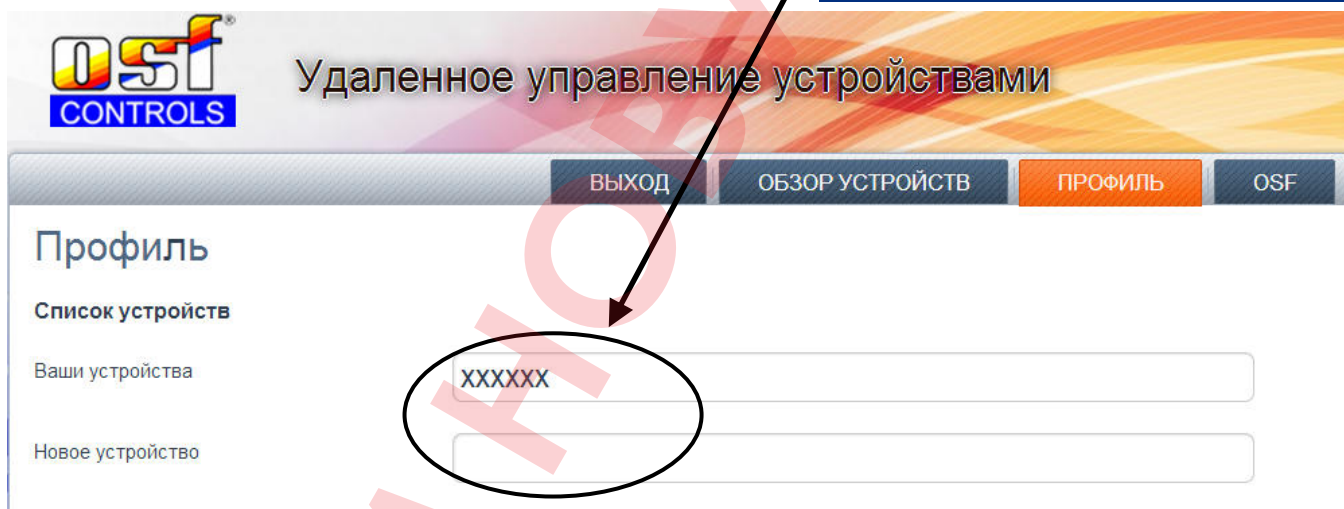 osf
CONTROLS
Удаленное управление устройствами
ВЫХОД ОБЗОР УСТРОЙСТВ ПРОФИЛЬ OSF
Профиль
Список устройств
Ваши устройства XXXXXX
Новое устройство